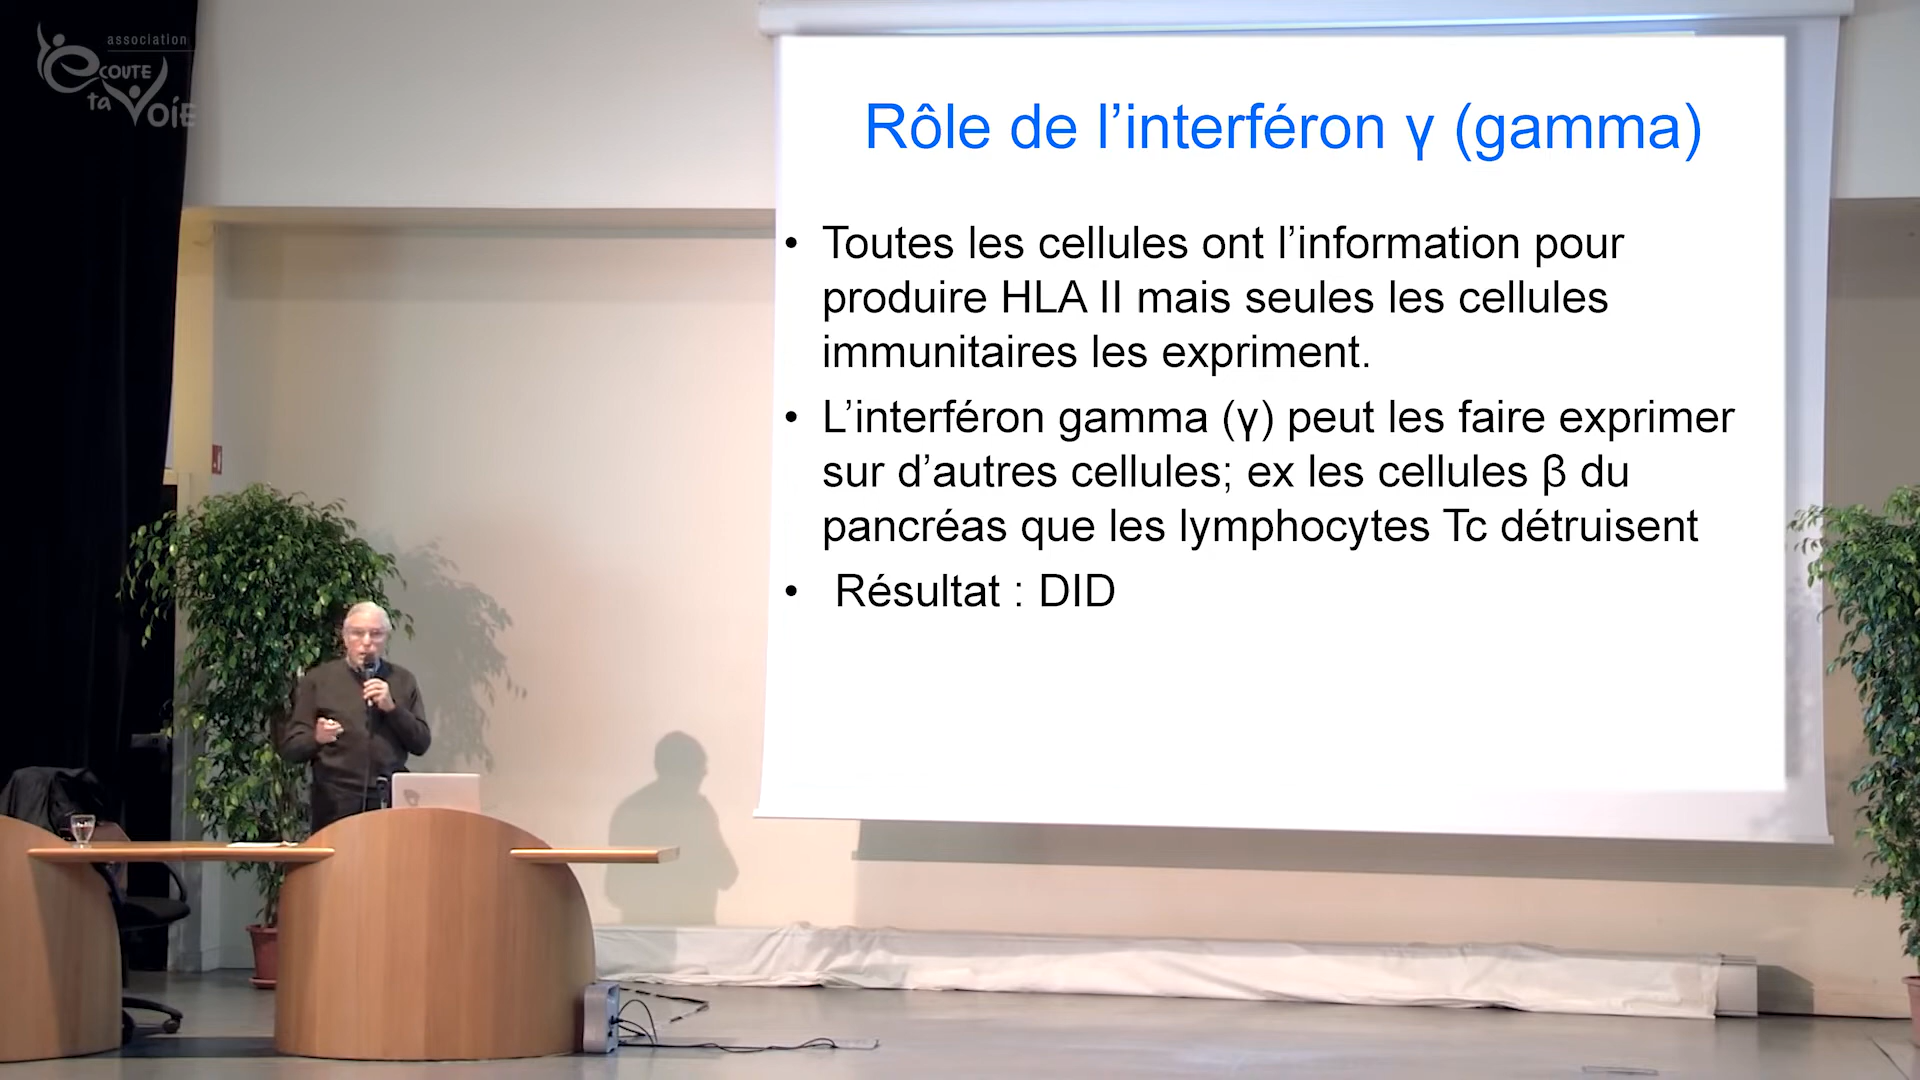 association
écoute
ta voie
Rôle de l’interféron γ (gamma)
• Toutes les cellules ont l’information pour
produire HLA II mais seules les cellules
immunitaires les expriment.
• L’interféron gamma (γ) peut les faire exprimer
sur d’autres cellules; ex les cellules β du
pancréas que les lymphocytes Tc détruisent
• Résultat : DID